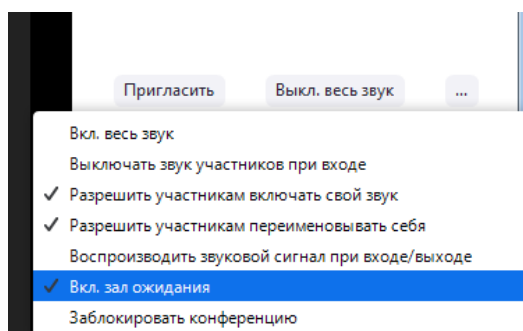 Пригласить Выкл. весь звук ...
Вкл. весь звук
Выключать звук участников при входе
✓ Разрешить участникам включать свой звук
✓ Разрешить участникам переименовывать себя
Воспроизводить звуковой сигнал при входе/выходе
✓ Вкл. зал ожидания
Заблокировать конференцию